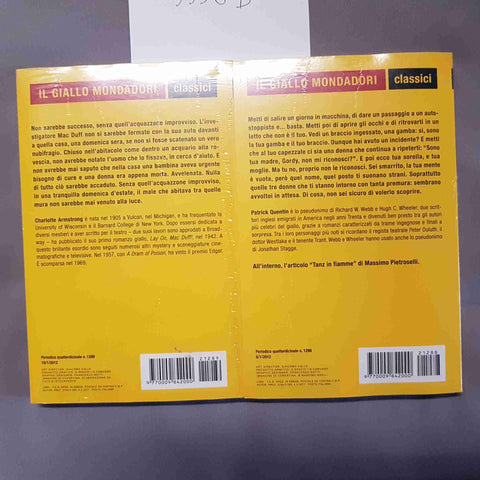 IL GIALLO MONDADORI classici
Non sarebbe successo, senza quell'acquazzone improvviso. L'inve-
stigatore Mac Duff non si sarebbe fermato con la sua auto davanti
a quella casa, una domenica sera, se non si fosse scatenato un vero
nubifragio. Chiuso nell'abitacolo come dentro un acquario alla ro-
vescia, non avrebbe notato l'uomo che lo fissava, in cerca d'aiuto. E
non avrebbe mai saputo che nella casa una bambina aveva urgente
bisogno di cure e una donna era appena morta. Avvelenata. Nulla
di tutto ciò sarebbe accaduto. Senza quell'acquazzone improvviso,
in una tranquilla domenica d'estate, il male che abitava tra quelle
mura non sarebbe mai venuto alla luce.
Charlotte Armstrong è nata nel 1905 a Vulcan, nel Michigan, e ha frequentato la
University of Wisconsin e il Barnard College di New York. Dopo essersi dedicata a
diversi mestieri e aver scritto per il teatro – due suoi lavori sono approdati a Broad-
way – ha pubblicato il suo primo romanzo giallo, Lay On, Mac Duff!, nel 1942. A
questo brillante esordio sono seguiti numerosi altri mystery e sceneggiature cine-
matografiche e televisive. Nel 1957, con A Dram of Poison, ha vinto il premio Edgar.
È scomparsa nel 1969.
Periodico quattordicinale n. 1289
19/1/2012
21289
9 770009 842000
IL GIALLO MONDADORI classici
Metti di salire un giorno in macchina, di dare un passaggio a un auto-
stoppista e... basta. Metti poi di aprire gli occhi e di ritrovarti in un
letto che non è il tuo. Vedi un braccio ingessato, una gamba: sì, sono
la tua gamba e il tuo braccio. Dunque hai avuto un incidente? E metti
che al tuo capezzale ci sia una donna che continua a ripeterti: "Sono
tua madre, Gordy, non mi riconosci?". E poi ecco tua sorella, e tua
moglie. Ma tu no, proprio non le riconosci. Sei smarrito, la tua mente
è vuota, però quel nome, quel posto ti suonano strani. Soprattutto
quelle tre donne che ti stanno intorno con tanta premura: sembrano
avvoltoi in attesa. Di cosa, non sei sicuro di volerlo scoprire.
Patrick Quentin è lo pseudonimo di Richard W. Webb e Hugh C. Wheeler, due scrit-
tori inglesi emigrati in America negli anni Trenta e divenuti ben presto tra gli autori
più celebri del giallo, grazie a romanzi caratterizzati da trame ingegnose e finali a
sorpresa. Tra i loro personaggi più noti si ricordano il regista teatrale Peter Duluth, il
dottor Westlake e il tenente Trant. Webb e Wheeler hanno usato anche lo pseudonimo
di Jonathan Stagge.
All'interno, l'articolo "Tanz in fiamme" di Massimo Pietroselli.
Periodico quattordicinale n. 1288
5/1/2012
21288
9 770009 842000